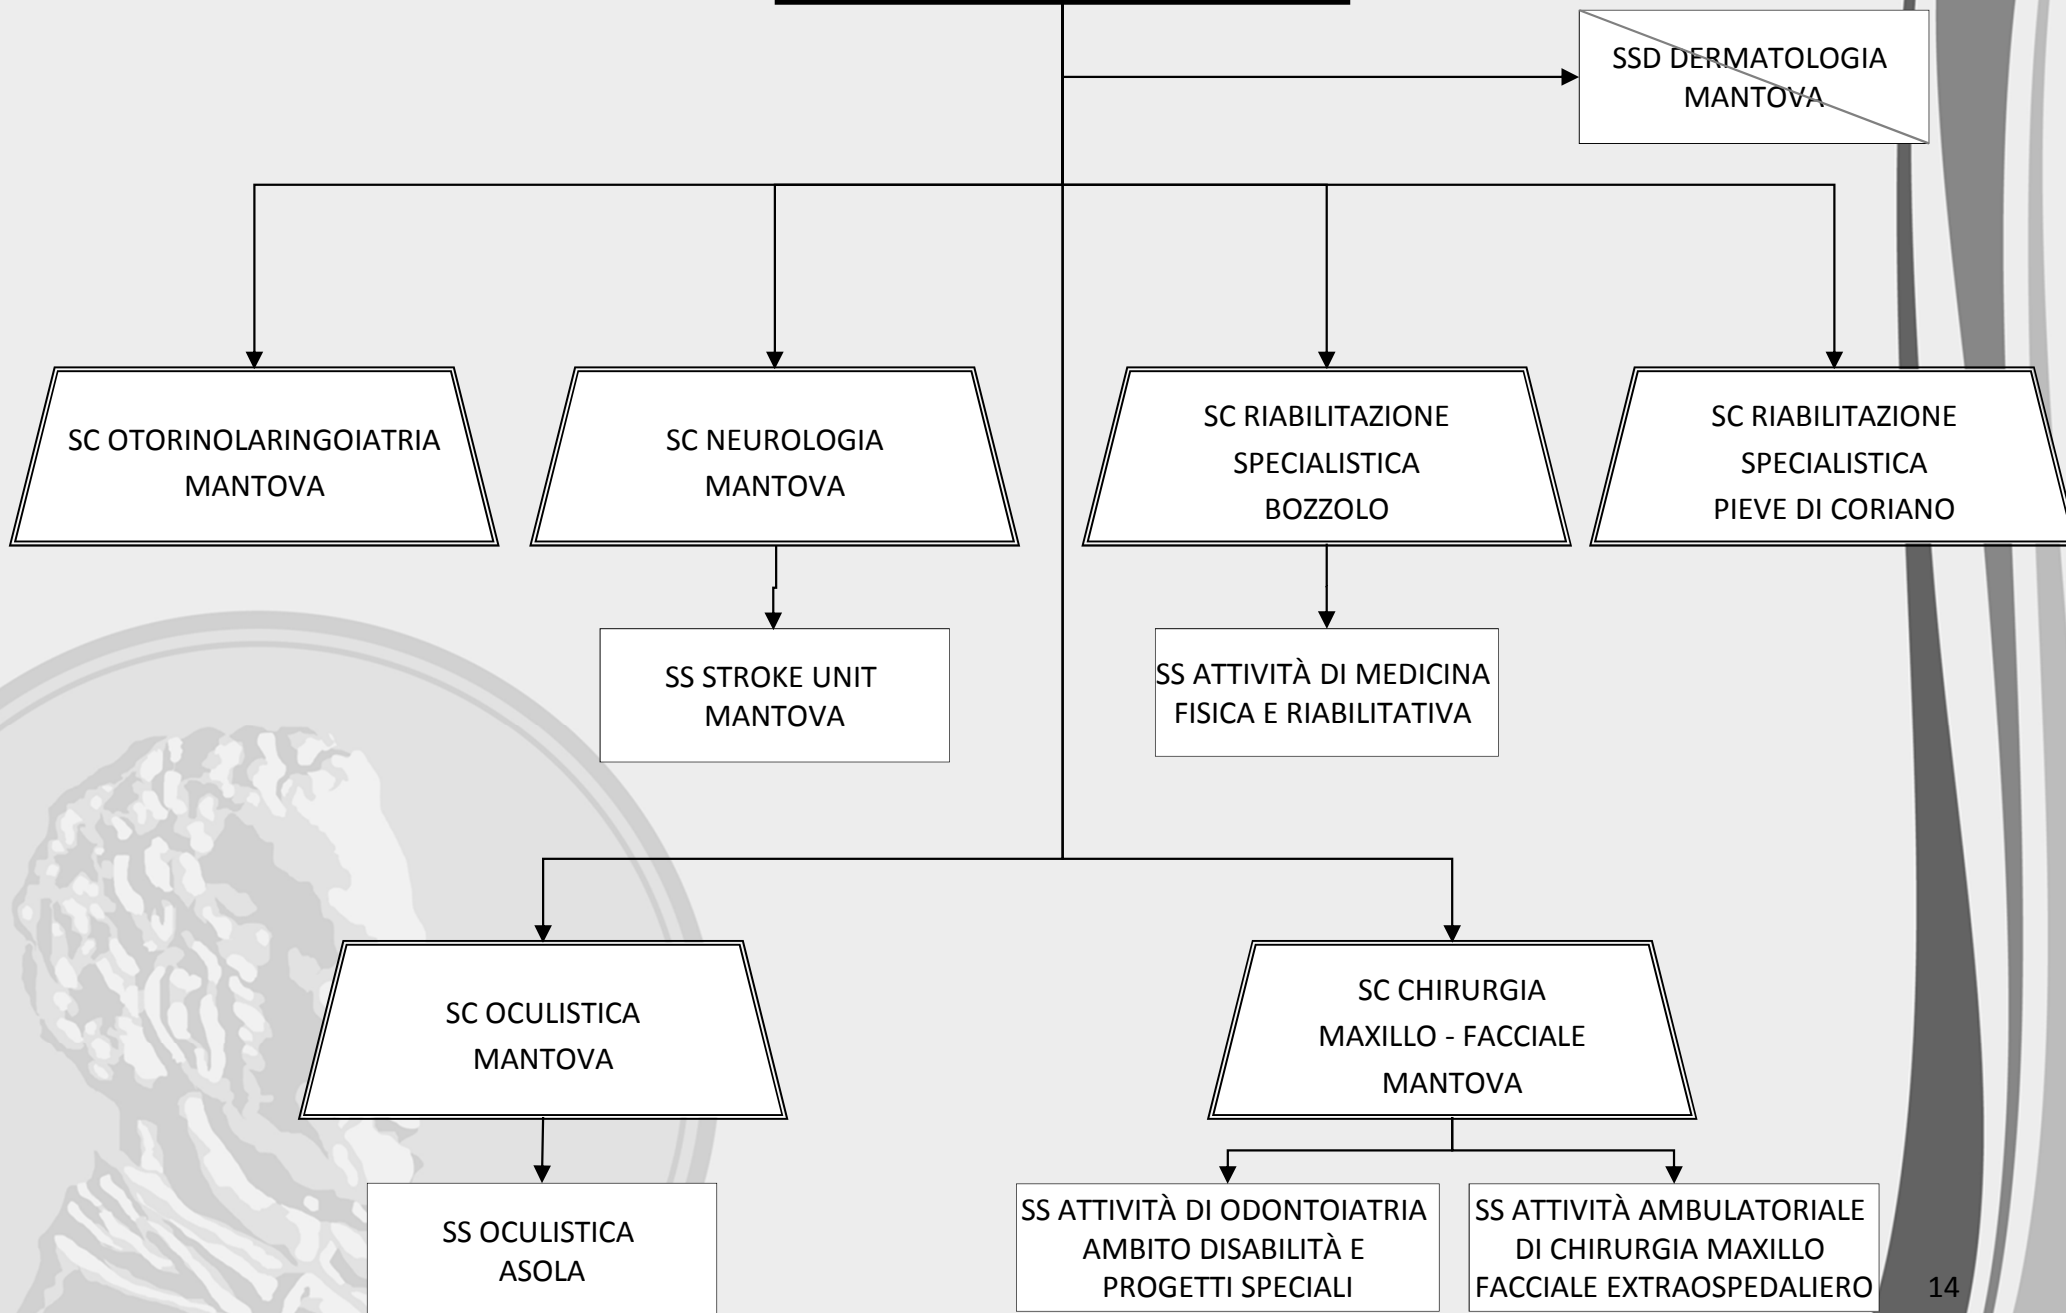 SSD DERMATOLOGIA
MANTOVA
SC OTORINOLARINGOIATRIA
MANTOVA
SC NEUROLOGIA
MANTOVA
SC RIABILITAZIONE
SPECIALISTICA
BOZZOLO
SC RIABILITAZIONE
SPECIALISTICA
PIEVE DI CORIANO
SS STROKE UNIT
MANTOVA
SS ATTIVITÀ DI MEDICINA
FISICA E RIABILITATIVA
SC OCULISTICA
MANTOVA
SC CHIRURGIA
MAXILLO - FACCIALE
MANTOVA
SS OCULISTICA
ASOLA
SS ATTIVITÀ DI ODONTOIATRIA
AMBITO DISABILITÀ E
PROGETTI SPECIALI
SS ATTIVITÀ AMBULATORIALE
DI CHIRURGIA MAXILLO
FACCIALE EXTRAOSPEDALIERO
14